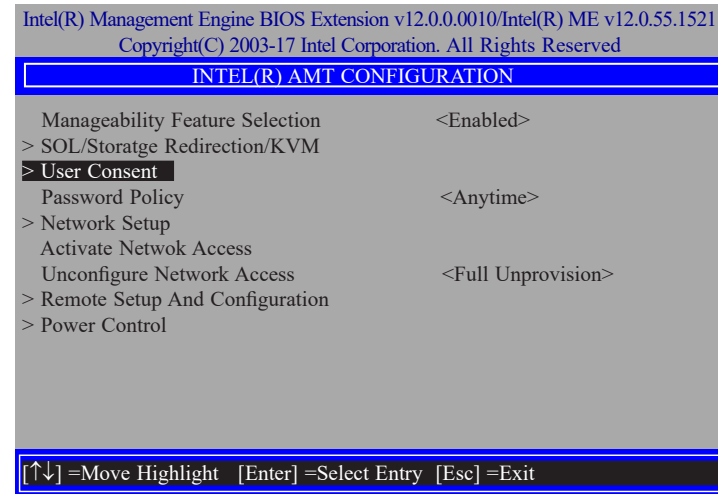 Intel(R) Management Engine BIOS Extension v12.0.0.0010/Intel(R) ME v12.0.55.1521
Copyright(C) 2003-17 Intel Corporation. All Rights Reserved
INTEL(R) AMT CONFIGURATION
Manageability Feature Selection <Enabled>
> SOL/Storatge Redirection/KVM
> User Consent
Password Policy <Anytime>
> Network Setup
Activate Netwok Access
Unconfigure Network Access <Full Unprovision>
> Remote Setup And Configuration
> Power Control
[↑↓] =Move Highlight [Enter] =Select Entry [Esc] =Exit